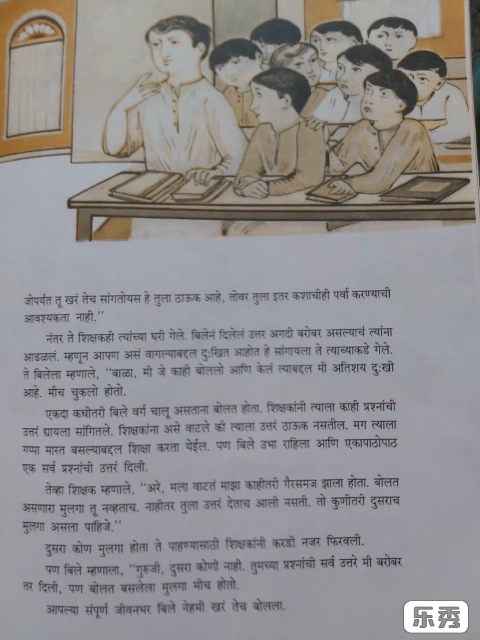 जोपर्यंत तू खरं तेच सांगतोयस हे तुला ठाऊक आहे, तोवर तुला इतर कशाचीही पर्वा करण्याची
आवश्यकता नाही.”
नंतर ते शिक्षकही त्यांच्या घरी गेले. बिलेनं दिलेलं उत्तर अगदी बरोबर असल्याचं त्यांना
आढळलं. म्हणून आपण असं वागल्याबद्दल दुःखित आहोत हे सांगायला ते त्याच्याकडे गेले.
ते बिलेला म्हणाले, “बाळा, मी जे काही बोललो आणि केलं त्याबद्दल मी अतिशय दुःखी
आहे. मीच चुकलो होतो.
एकदा कधीतरी बिले वर्ग चालू असताना बोलत होता. शिक्षकांनी त्याला काही प्रश्नांची
उत्तरं द्यायला सांगितले. शिक्षकांना असे वाटले की त्याला उत्तरं ठाऊक नसतील. मग त्याला
गप्पा मारत बसल्याबद्दल शिक्षा करता येईल. पण बिले उभा राहिला आणि एकापाठोपाठ
एक सर्व प्रश्नांची उत्तरं दिली.
तेव्हा शिक्षक म्हणाले, “अरे, मला वाटतं माझा काहीतरी गैरसमज झाला होता. बोलत
असणारा मुलगा तू नव्हताच. नाहीतर तुला उत्तरं देताच आली नसती. तो कुणीतरी दुसराच
मुलगा असला पाहिजे.”
दुसरा कोण मुलगा होता ते पाहण्यासाठी शिक्षकांनी करडी नजर फिरवली.
पण बिले म्हणाला, “गुरुजी, दुसरा कोणी नाही. तुमच्या प्रश्नांची सर्व उत्तरे मी बरोबर
तर दिली, पण बोलत बसलेला मुलगा मीच होतो.
आपल्या संपूर्ण जीवनभर बिले नेहमी खरं तेच बोलला.
乐秀